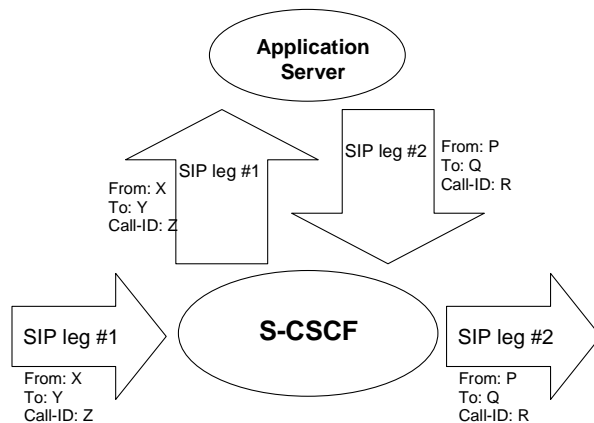 Application
Server
SIP leg #1
From: X
To: Y
Call-ID: Z
SIP leg #2
From: P
To: Q
Call-ID: R
SIP leg #1
From: X
To: Y
Call-ID: Z
S-CSCF
SIP leg #2
From: P
To: Q
Call-ID: R